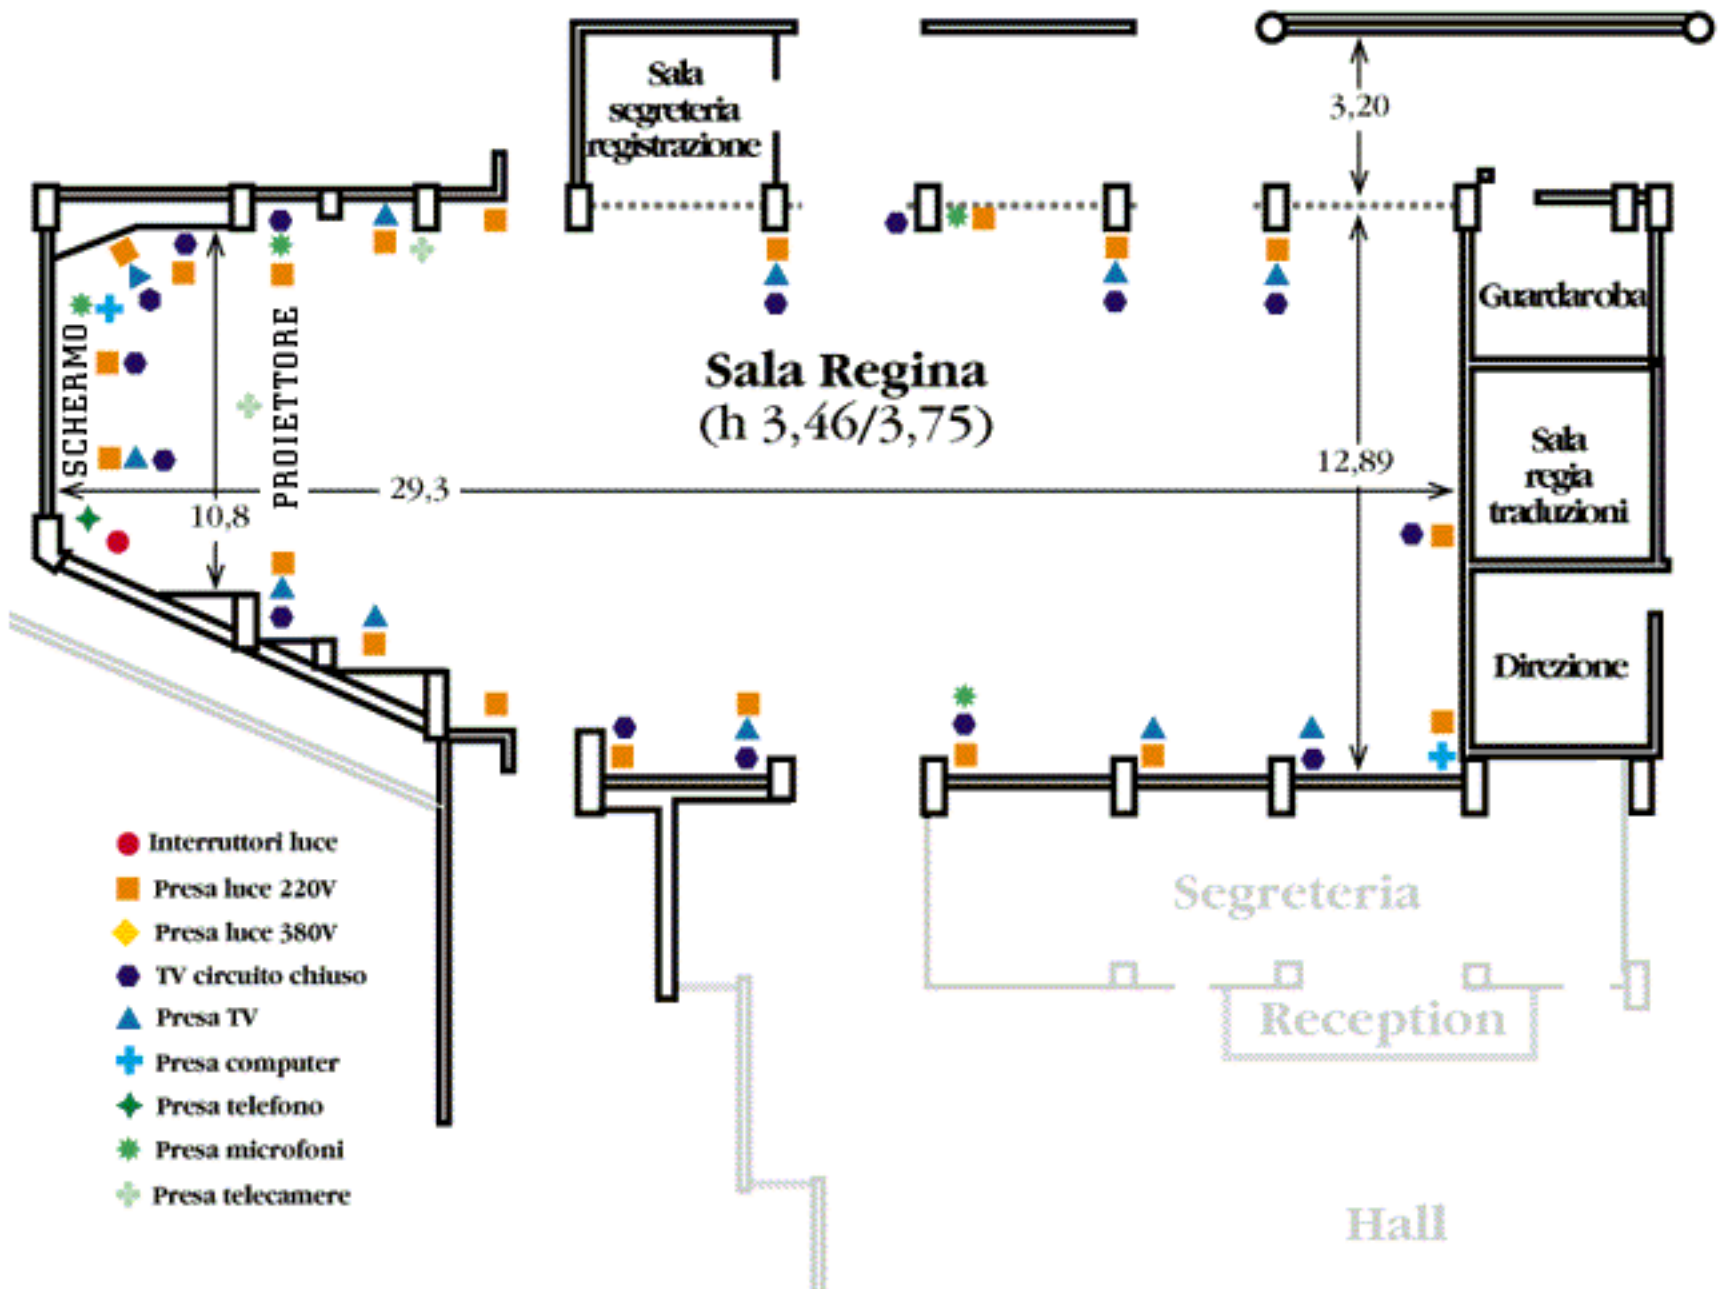 Sala
segreteria
registrazione
3,20
Guardaroba
SCHERMO
PROIETTORE
Sala Regina
(h 3,46/3,75)
12,89
Sala
regia
traduzioni
29,3
10,8
Direzione
Interruttori luce
Presa luce 220V
Presa luce 380V
TV circuito chiuso
Presa TV
Presa computer
Presa telefono
Presa microfoni
Presa telecamere
Segreteria
Reception
Hall